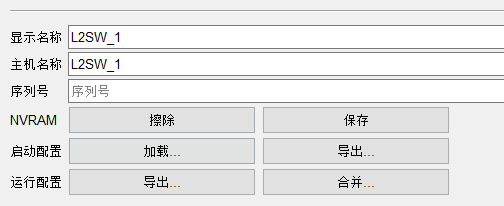 显示名称 L2SW_1
主机名称 L2SW_1
序列号 序列号
NVRAM 擦除 保存
启动配置 加载... 导出...
运行配置 导出... 合并...